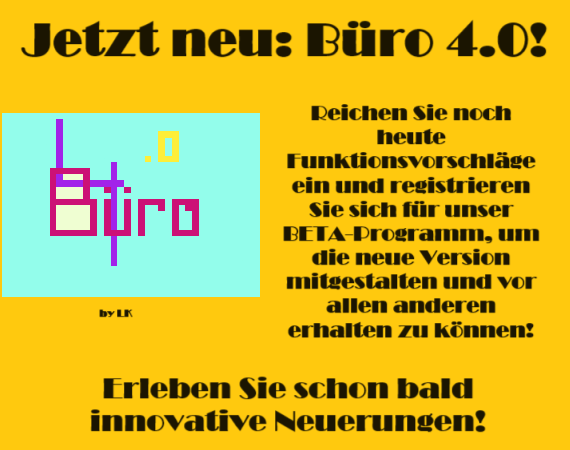 Jetzt neu: Büro 4.0!
Reichen Sie noch
heute
Funktionsvorschläge
ein und registrieren
Sie sich für unser
BETA-Programm, um
die neue Version
mitgestalten und vor
allen anderen
erhalten zu können!
4.0
Büro
by LK
Erleben Sie schon bald
innovative Neuerungen!